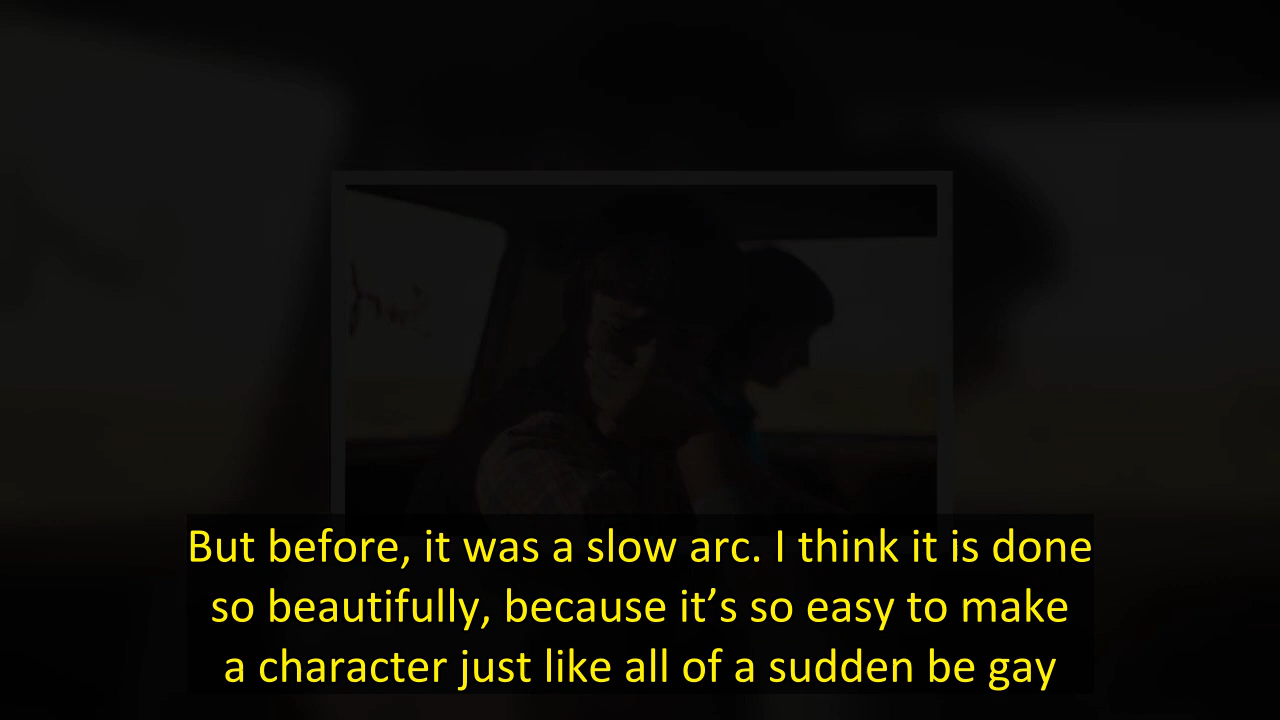 But before, it was a slow arc. I think it is done
so beautifully, because it’s so easy to make
a character just like all of a sudden be gay